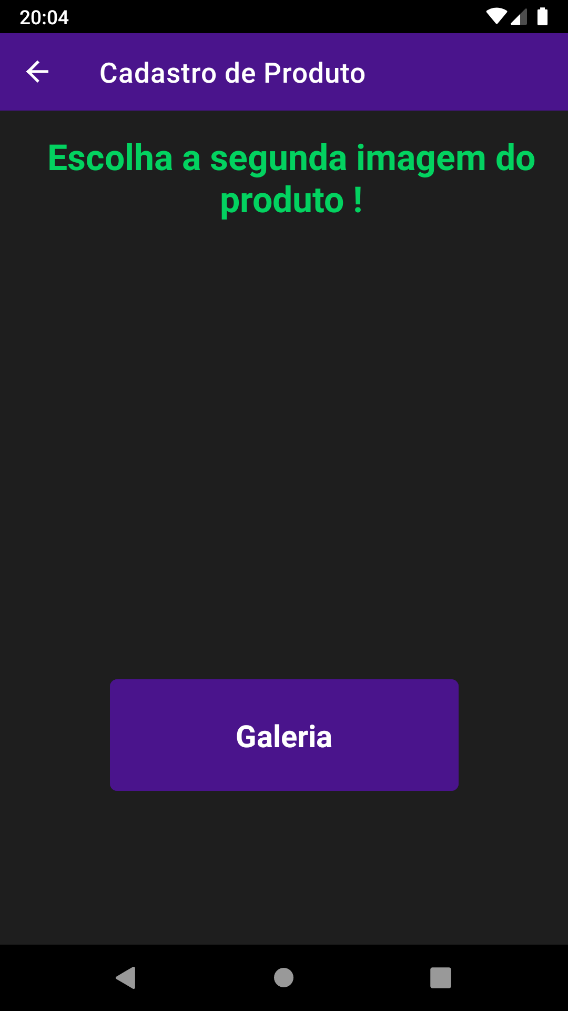 20:04
Cadastro de Produto
Escolha a segunda imagem do
produto !
Galeria